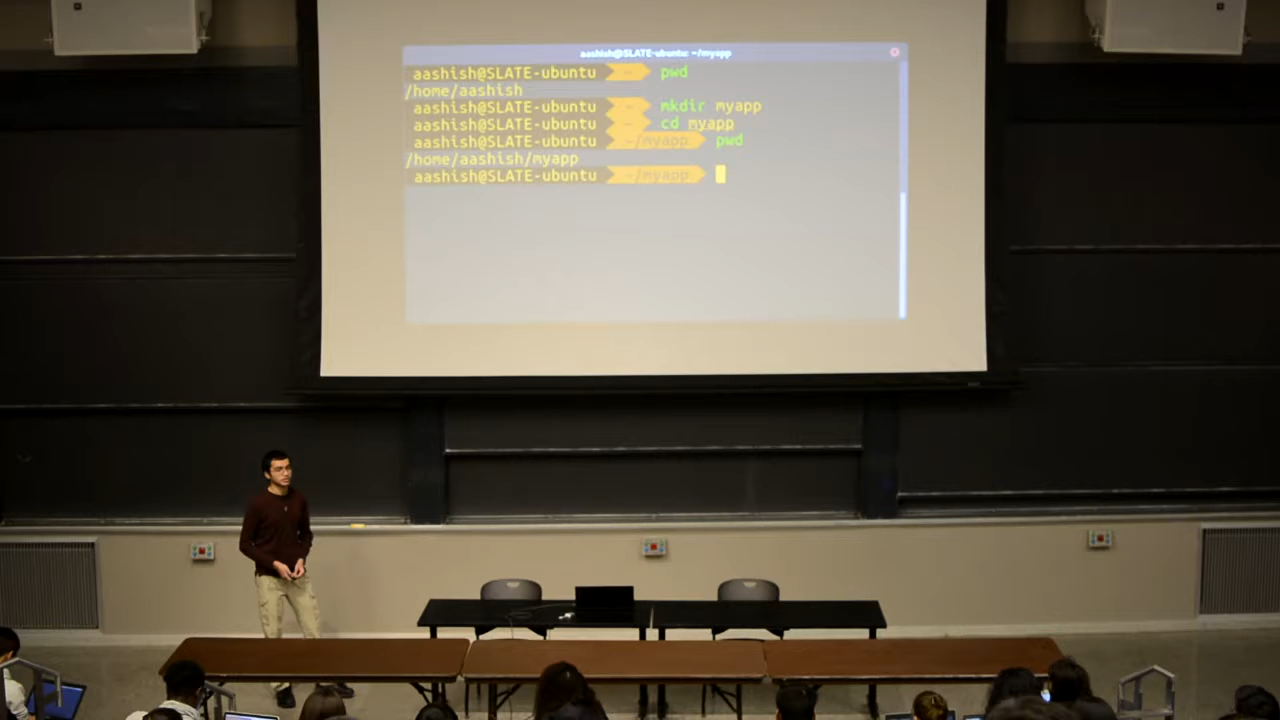 aashish@SLATE-ubuntu: ~/myapp
aashish@SLATE-ubuntu ~ pwd
/home/aashish
aashish@SLATE-ubuntu ~ mkdir myapp
aashish@SLATE-ubuntu ~ cd myapp
aashish@SLATE-ubuntu ~/myapp pwd
/home/aashish/myapp
aashish@SLATE-ubuntu ~/myapp